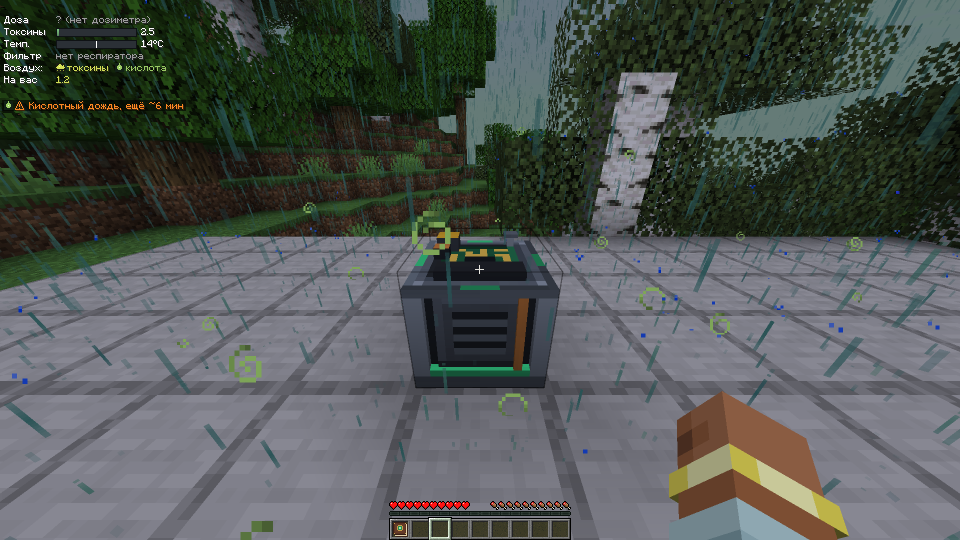 Доза ? (нет дозиметра)
Токсины 2.5
Темп. 14°C
Фильтр нет респиратора
Воздух: токсины кислота
На вас 1.2
⚠ Кислотный дождь, ещё ~6 мин